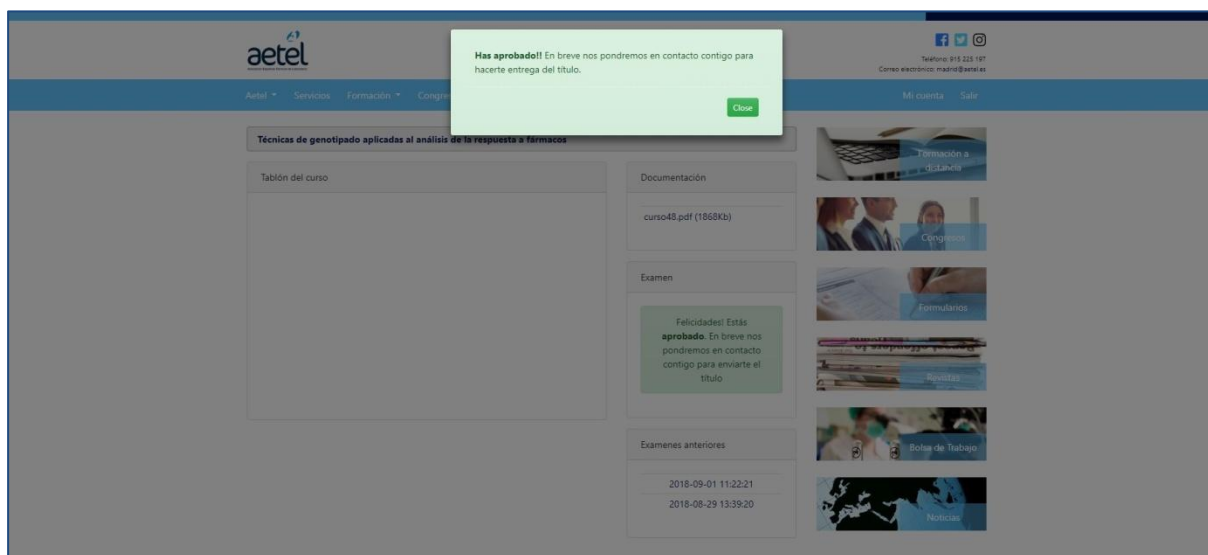 aetel
Has aprobado!! En breve nos pondremos en contacto contigo para
hacerte entrega del título.
Close
Teléfono: 915 225 197
Correo electrónico: madrid@aetel.es
Aetel
Servicios
Formación
Congre
Mi cuenta
Salir
Técnicas de genotipado aplicadas al análisis de la respuesta a fármacos
Tablón del curso
Documentación
curso48.pdf (1868Kb)
Examen
Felicidades! Estás
aprobado. En breve nos
pondremos en contacto
contigo para enviarte el
título
Examenes anteriores
2018-09-01 11:22:21
2018-08-29 13:39:20
Formación a
distancia
Congresos
Formularios
Revistas
Bolsa de Trabajo
Noticias